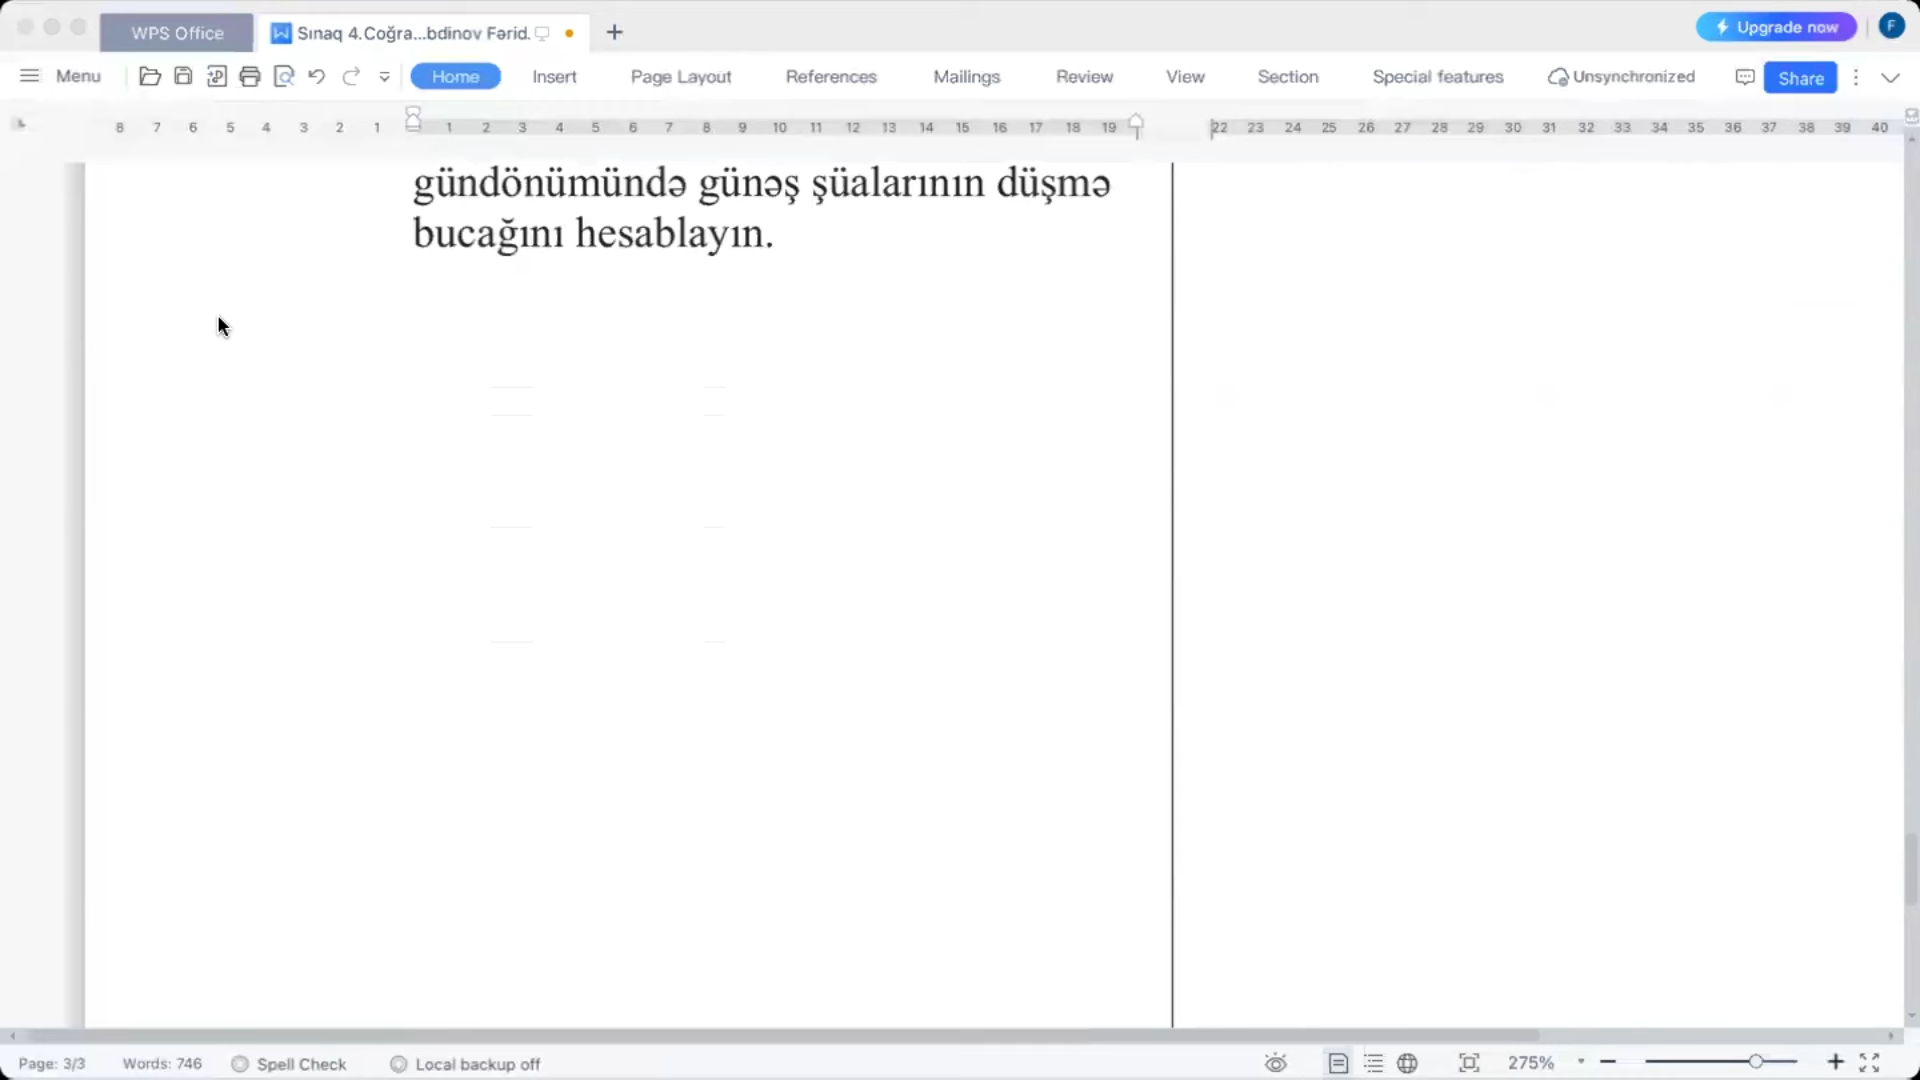 WPS Office
Sınaq 4.Coğra...bdinov Fərid.
Upgrade now
F
Menu
Home
Insert
Page Layout
References
Mailings
Review
View
Section
Special features
Unsynchronized
Share
8 7 6 5 4 3 2 1 1 2 3 4 5 6 7 8 9 10 11 12 13 14 15 16 17 18 19 22 23 24 25 26 27 28 29 30 31 32 33 34 35 36 37 38 39 40
gündönümündə günəş şüalarının düşmə
bucağını hesablayın.
Page: 3/3
Words: 746
Spell Check
Local backup off
275%